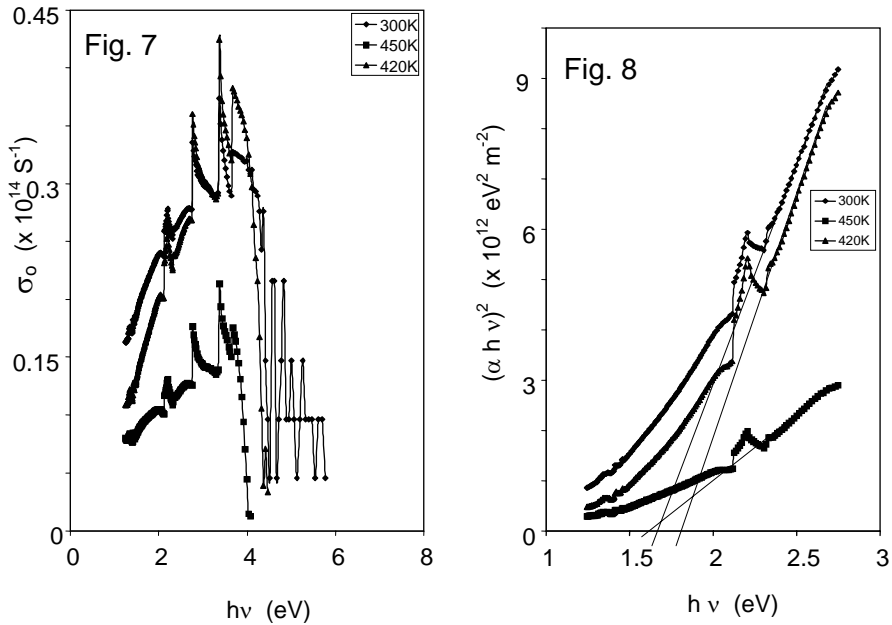 Fig. 7
300K
450K
420K
0.45
0.3
0.15
0
σo (x 10^14 S^-1)
0 2 4 6 8
hν (eV)
Fig. 8
300K
450K
420K
9
6
3
0
(α h ν)^2 (x 10^12 eV^2 m^-2)
1 1.5 2 2.5 3
h ν (eV)